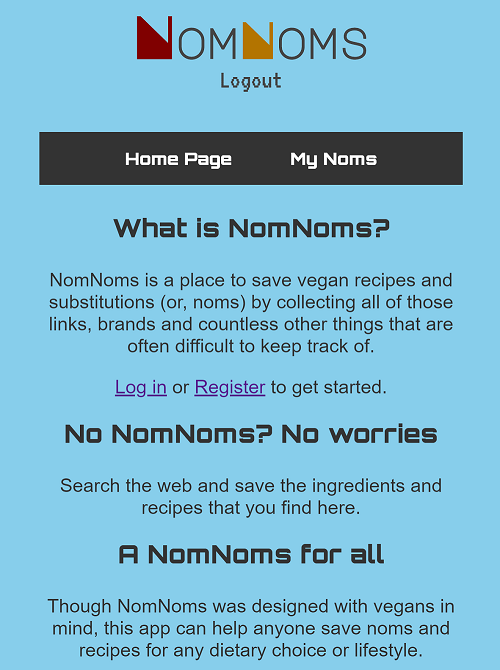 NOMNOMS
Logout
Home Page My Noms
What is NomNoms?
NomNoms is a place to save vegan recipes and
substitutions (or, noms) by collecting all of those
links, brands and countless other things that are
often difficult to keep track of.
Log in or Register to get started.
No NomNoms? No worries
Search the web and save the ingredients and
recipes that you find here.
A NomNoms for all
Though NomNoms was designed with vegans in
mind, this app can help anyone save noms and
recipes for any dietary choice or lifestyle.